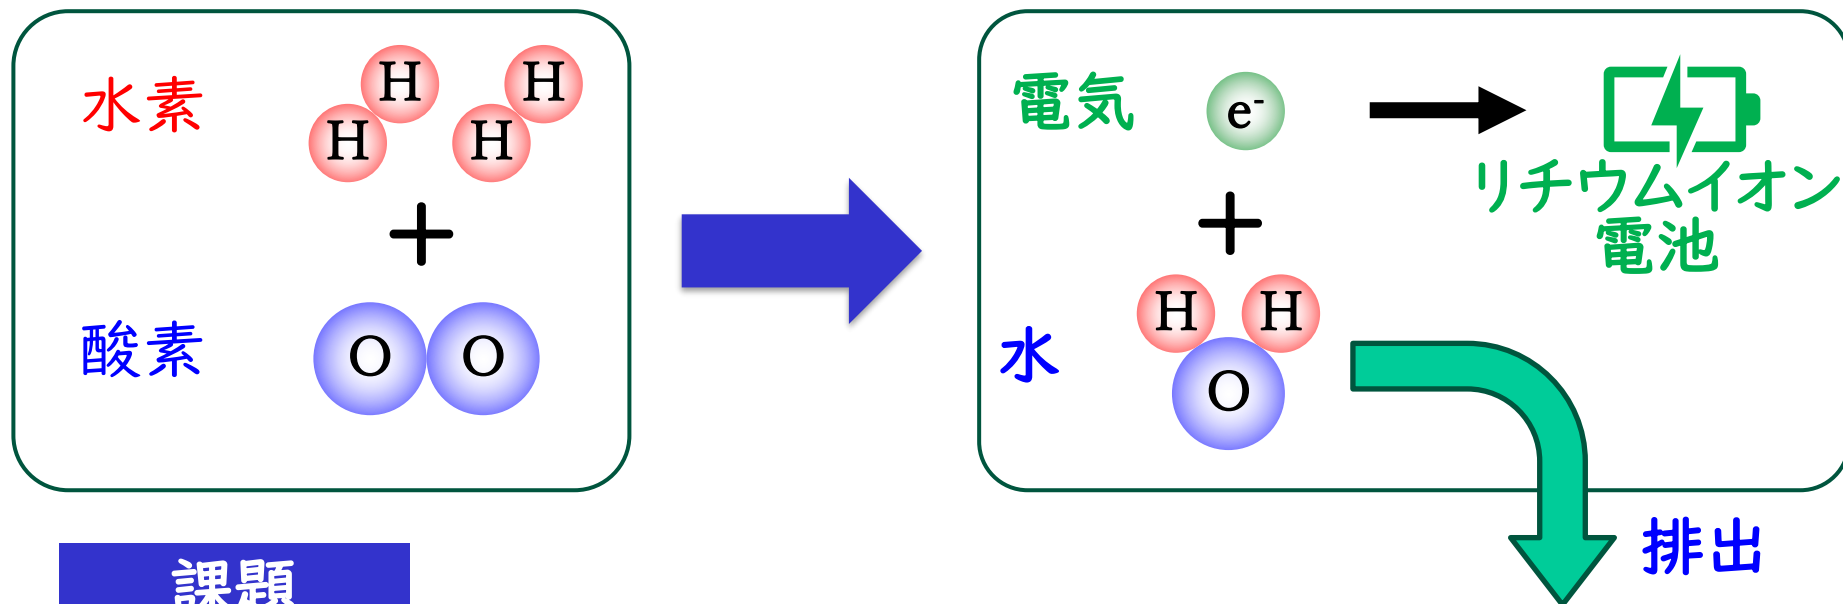 水素
H H
H H
+
酸素
O O
電気
e-
リチウムイオン
電池
+
水
H H
O
排出
課題